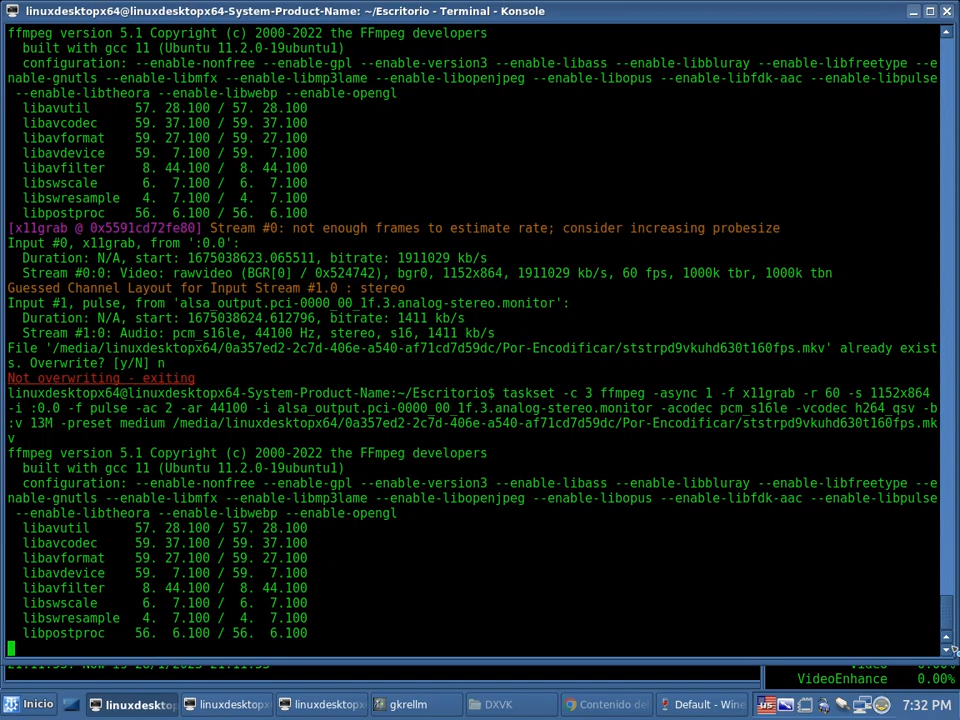 linuxdesktopx64@linuxdesktopx64-System-Product-Name: ~/Escritorio - Terminal - Konsole
ffmpeg version 5.1 Copyright (c) 2000-2022 the FFmpeg developers
  built with gcc 11 (Ubuntu 11.2.0-19ubuntu1)
  configuration: --enable-nonfree --enable-gpl --enable-version3 --enable-libass --enable-libbluray --enable-libfreetype --e
nable-gnutls --enable-libmfx --enable-libmp3lame --enable-libopenjpeg --enable-libopus --enable-libfdk-aac --enable-libpulse
 --enable-libtheora --enable-libwebp --enable-opengl
  libavutil      57. 28.100 / 57. 28.100
  libavcodec     59. 37.100 / 59. 37.100
  libavformat    59. 27.100 / 59. 27.100
  libavdevice    59.  7.100 / 59.  7.100
  libavfilter     8. 44.100 /  8. 44.100
  libswscale      6.  7.100 /  6.  7.100
  libswresample   4.  7.100 /  4.  7.100
  libpostproc    56.  6.100 / 56.  6.100
[x11grab @ 0x5591cd72fe80] Stream #0: not enough frames to estimate rate; consider increasing probesize
Input #0, x11grab, from ':0.0':
  Duration: N/A, start: 1675038623.065511, bitrate: 1911029 kb/s
  Stream #0:0: Video: rawvideo (BGR[0] / 0x524742), bgr0, 1152x864, 1911029 kb/s, 60 fps, 1000k tbr, 1000k tbn
Guessed Channel Layout for Input Stream #1.0 : stereo
Input #1, pulse, from 'alsa_output.pci-0000_00_1f.3.analog-stereo.monitor':
  Duration: N/A, start: 1675038624.612796, bitrate: 1411 kb/s
  Stream #1:0: Audio: pcm_s16le, 44100 Hz, stereo, s16, 1411 kb/s
File '/media/linuxdesktopx64/0a357ed2-2c7d-406e-a540-af71cd7d59dc/Por-Encodificar/ststrpd9vkuhd630t160fps.mkv' already exist
s. Overwrite? [y/N] n
Not overwriting - exiting
linuxdesktopx64@linuxdesktopx64-System-Product-Name:~/Escritorio$ taskset -c 3 ffmpeg -async 1 -f x11grab -r 60 -s 1152x864
-i :0.0 -f pulse -ac 2 -ar 44100 -i alsa_output.pci-0000_00_1f.3.analog-stereo.monitor -acodec pcm_s16le -vcodec h264_qsv -b
:v 13M -preset medium /media/linuxdesktopx64/0a357ed2-2c7d-406e-a540-af71cd7d59dc/Por-Encodificar/ststrpd9vkuhd630t160fps.mk
v
ffmpeg version 5.1 Copyright (c) 2000-2022 the FFmpeg developers
  built with gcc 11 (Ubuntu 11.2.0-19ubuntu1)
  configuration: --enable-nonfree --enable-gpl --enable-version3 --enable-libass --enable-libbluray --enable-libfreetype --e
nable-gnutls --enable-libmfx --enable-libmp3lame --enable-libopenjpeg --enable-libopus --enable-libfdk-aac --enable-libpulse
 --enable-libtheora --enable-libwebp --enable-opengl
  libavutil      57. 28.100 / 57. 28.100
  libavcodec     59. 37.100 / 59. 37.100
  libavformat    59. 27.100 / 59. 27.100
  libavdevice    59.  7.100 / 59.  7.100
  libavfilter     8. 44.100 /  8. 44.100
  libswscale      6.  7.100 /  6.  7.100
  libswresample   4.  7.100 /  4.  7.100
  libpostproc    56.  6.100 / 56.  6.100
VideoEnhance 0.00%
Inicio linuxdesktop linuxdesktopx linuxdesktopx gkrellm DXVK Contenido de Default - Wine us 7:32 PM